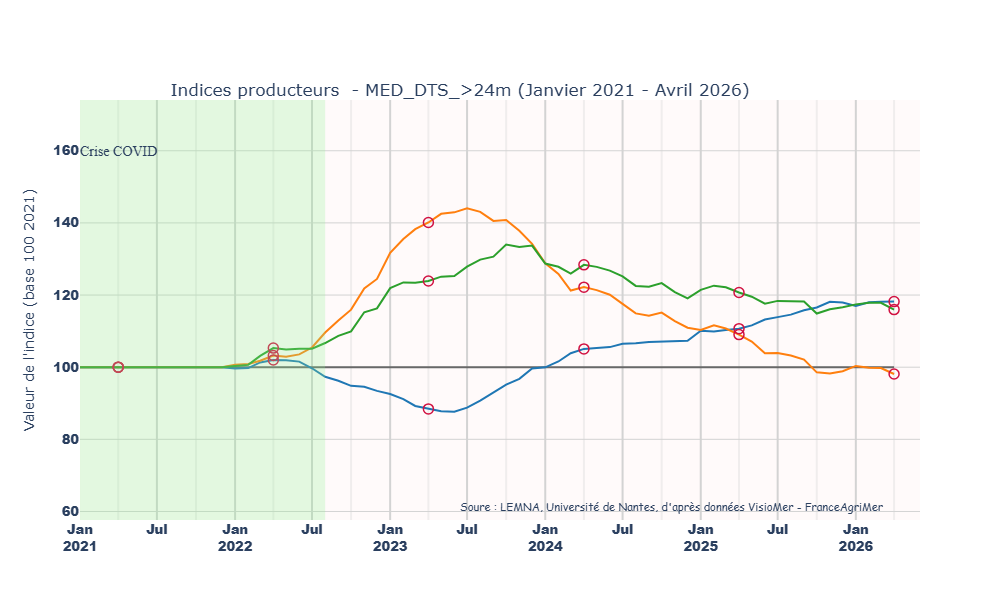 Indices producteurs - MED_DTS_>24m (Janvier 2021 - Avril 2026)
Valeur de l'indice (base 100 2021)
160
Crise COVID
140
120
100
80
60
Soure : LEMNA, Université de Nantes, d'après données VisioMer - FranceAgriMer
Jan Jul Jan Jul Jan Jul Jan Jul Jan Jul Jan
2021 2022 2023 2024 2025 2026